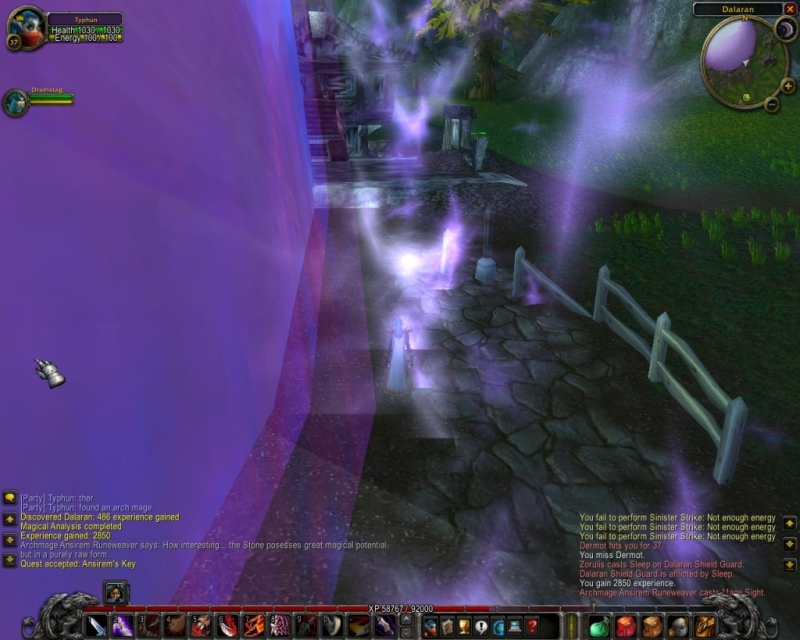 Typhun
Health 1030/1030
Energy 100/100
37
Dramstag
Dalaran
N
[Party] Typhun: ther
[Party] Typhun: found an arch mage
Discovered Dalaran: 486 experience gained
Magical Analysis completed
Experience gained: 2850
Archmage Ansirem Runeweaver says: How interesting... the Stone posesses great magical potential,
but in a purely raw form...
Quest accepted: Ansirem's Key
You fail to perform Sinister Strike: Not enough energy
You fail to perform Sinister Strike: Not enough energy
You fail to perform Sinister Strike: Not enough energy
Dermot hits you for 37.
You miss Dermot.
Zorulis casts Sleep on Dalaran Shield Guard.
Dalaran Shield Guard is afflicted by Sleep.
You gain 2850 experience.
Archmage Ansirem Runeweaver casts Mage Sight.
XP 58767 / 92000